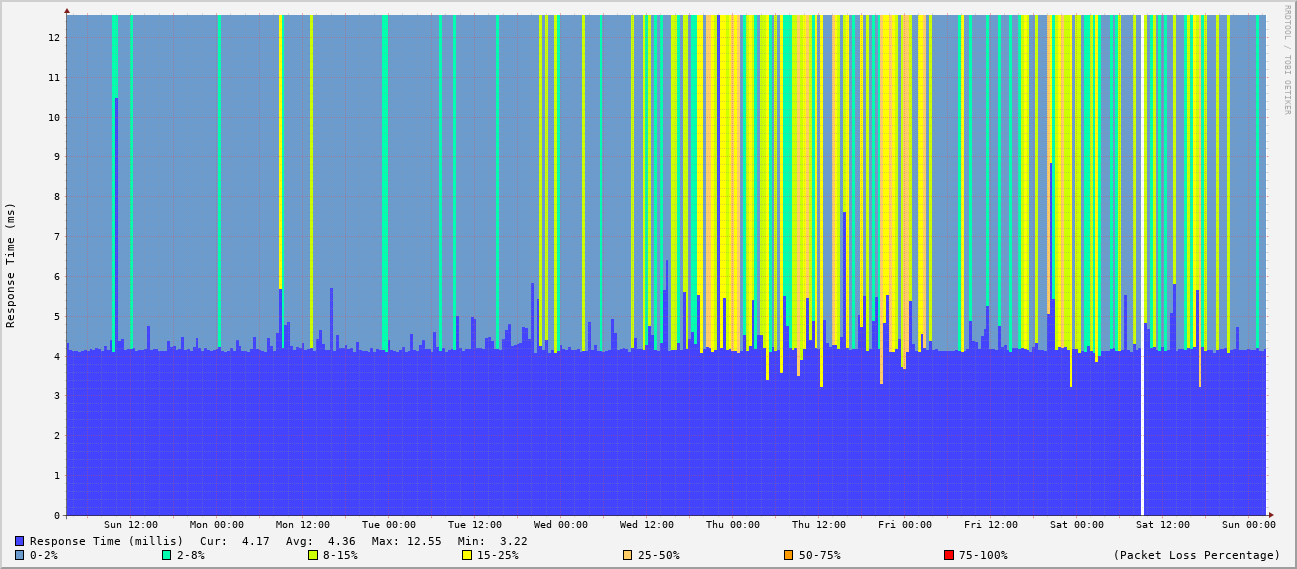 RRDTOOL / TOBI OETIKER
Response Time (ms)
12
11
10
9
8
7
6
5
4
3
2
1
0
Sun 12:00 Mon 00:00 Mon 12:00 Tue 00:00 Tue 12:00 Wed 00:00 Wed 12:00 Thu 00:00 Thu 12:00 Fri 00:00 Fri 12:00 Sat 00:00 Sat 12:00 Sun 00:00
Response Time (millis) Cur: 4.17 Avg: 4.36 Max: 12.55 Min: 3.22
0-2% 2-8% 8-15% 15-25% 25-50% 50-75% 75-100% (Packet Loss Percentage)